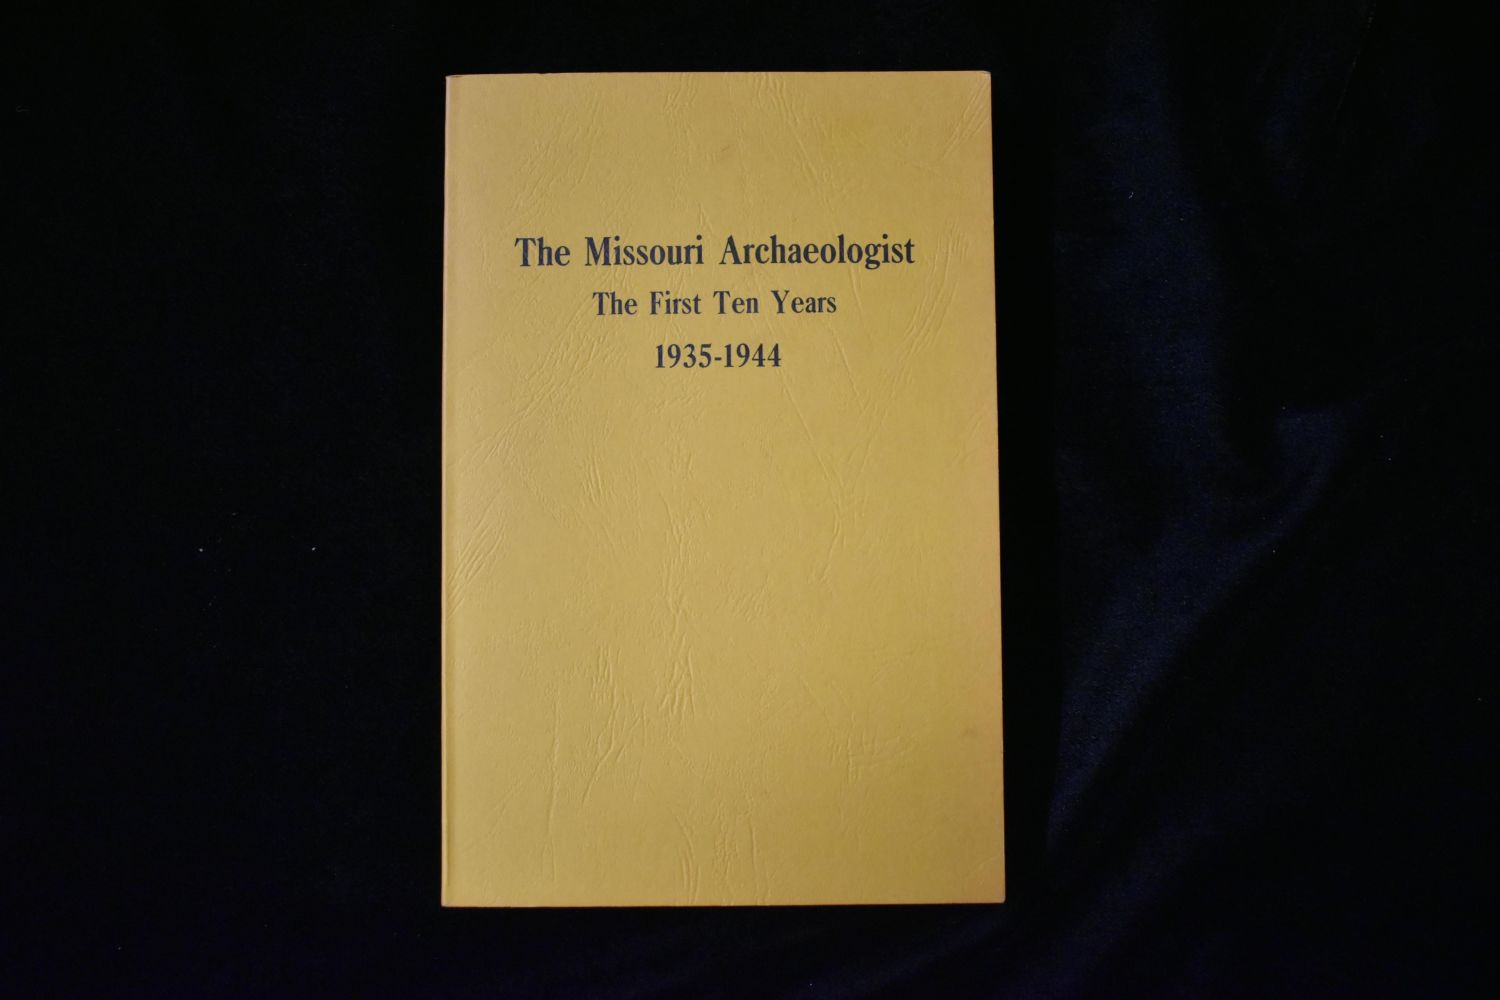 The Missouri Archaeologist
The First Ten Years
1935-1944